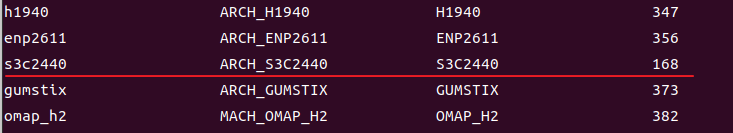 h1940 ARCH_H1940 H1940 347
enp2611 ARCH_ENP2611 ENP2611 356
s3c2440 ARCH_S3C2440 S3C2440 168
gumstix ARCH_GUMSTIX GUMSTIX 373
omap_h2 MACH_OMAP_H2 OMAP_H2 382